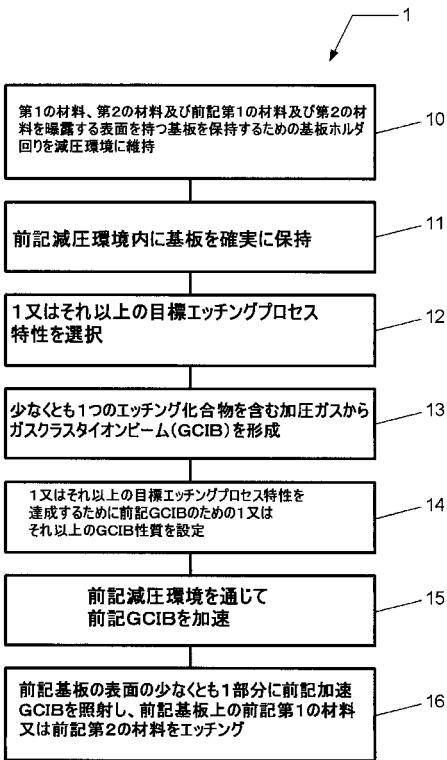 1
第1の材料、第2の材料及び前記第1の材料及び第2の材
料を曝露する表面を持つ基板を保持するための基板ホルダ
回りを減圧環境に維持
10
前記減圧環境内に基板を確実に保持
11
1又はそれ以上の目標エッチングプロセス
特性を選択
12
少なくとも1つのエッチング化合物を含む加圧ガスから
ガスクラスタイオンビーム(GCIB)を形成
13
1又はそれ以上の目標エッチングプロセス特性を
達成するために前記GCIBのための1又は
それ以上のGCIB性質を設定
14
前記減圧環境を通じて
前記GCIBを加速
15
前記基板の表面の少なくとも1部分に前記加速
GCIBを照射し、前記基板上の前記第1の材料
又は前記第2の材料をエッチング
16